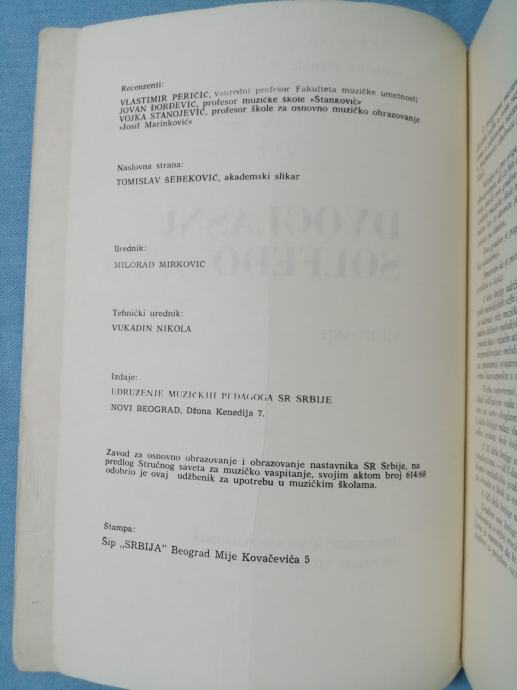 Recenzenti:
VLASTIMIR PERIČIĆ, vanredni profesor Fakulteta muzičke umetnosti
JOVAN ĐORĐEVIĆ, profesor muzičke škole »Stanković«
VOJKA STANOJEVIĆ, profesor škole za osnovno muzičko obrazovanje
»Josif Marinković«
Naslovna strana:
TOMISLAV ŠEBEKOVIĆ, akademski slikar
Urednik:
MILORAD MIRKOVIĆ
Tehnički urednik:
VUKADIN NIKOLA
Izdaje:
UDRUŽENJE MUZIČKIH PEDAGOGA SR SRBIJE
NOVI BEOGRAD, Džona Kenedija 7.
Zavod za osnovno obrazovanje i obrazovanje nastavnika SR Srbije, na
predlog Stručnog saveta za muzičko vaspitanje, svojim aktom broj 614/68
odobrio je ovaj udžbenik za upotrebu u muzičkim školama.
Štampa:
Šip „SRBIJA" Beograd Mije Kovačevića 5
DVOGLASNI
SOLFEĐO